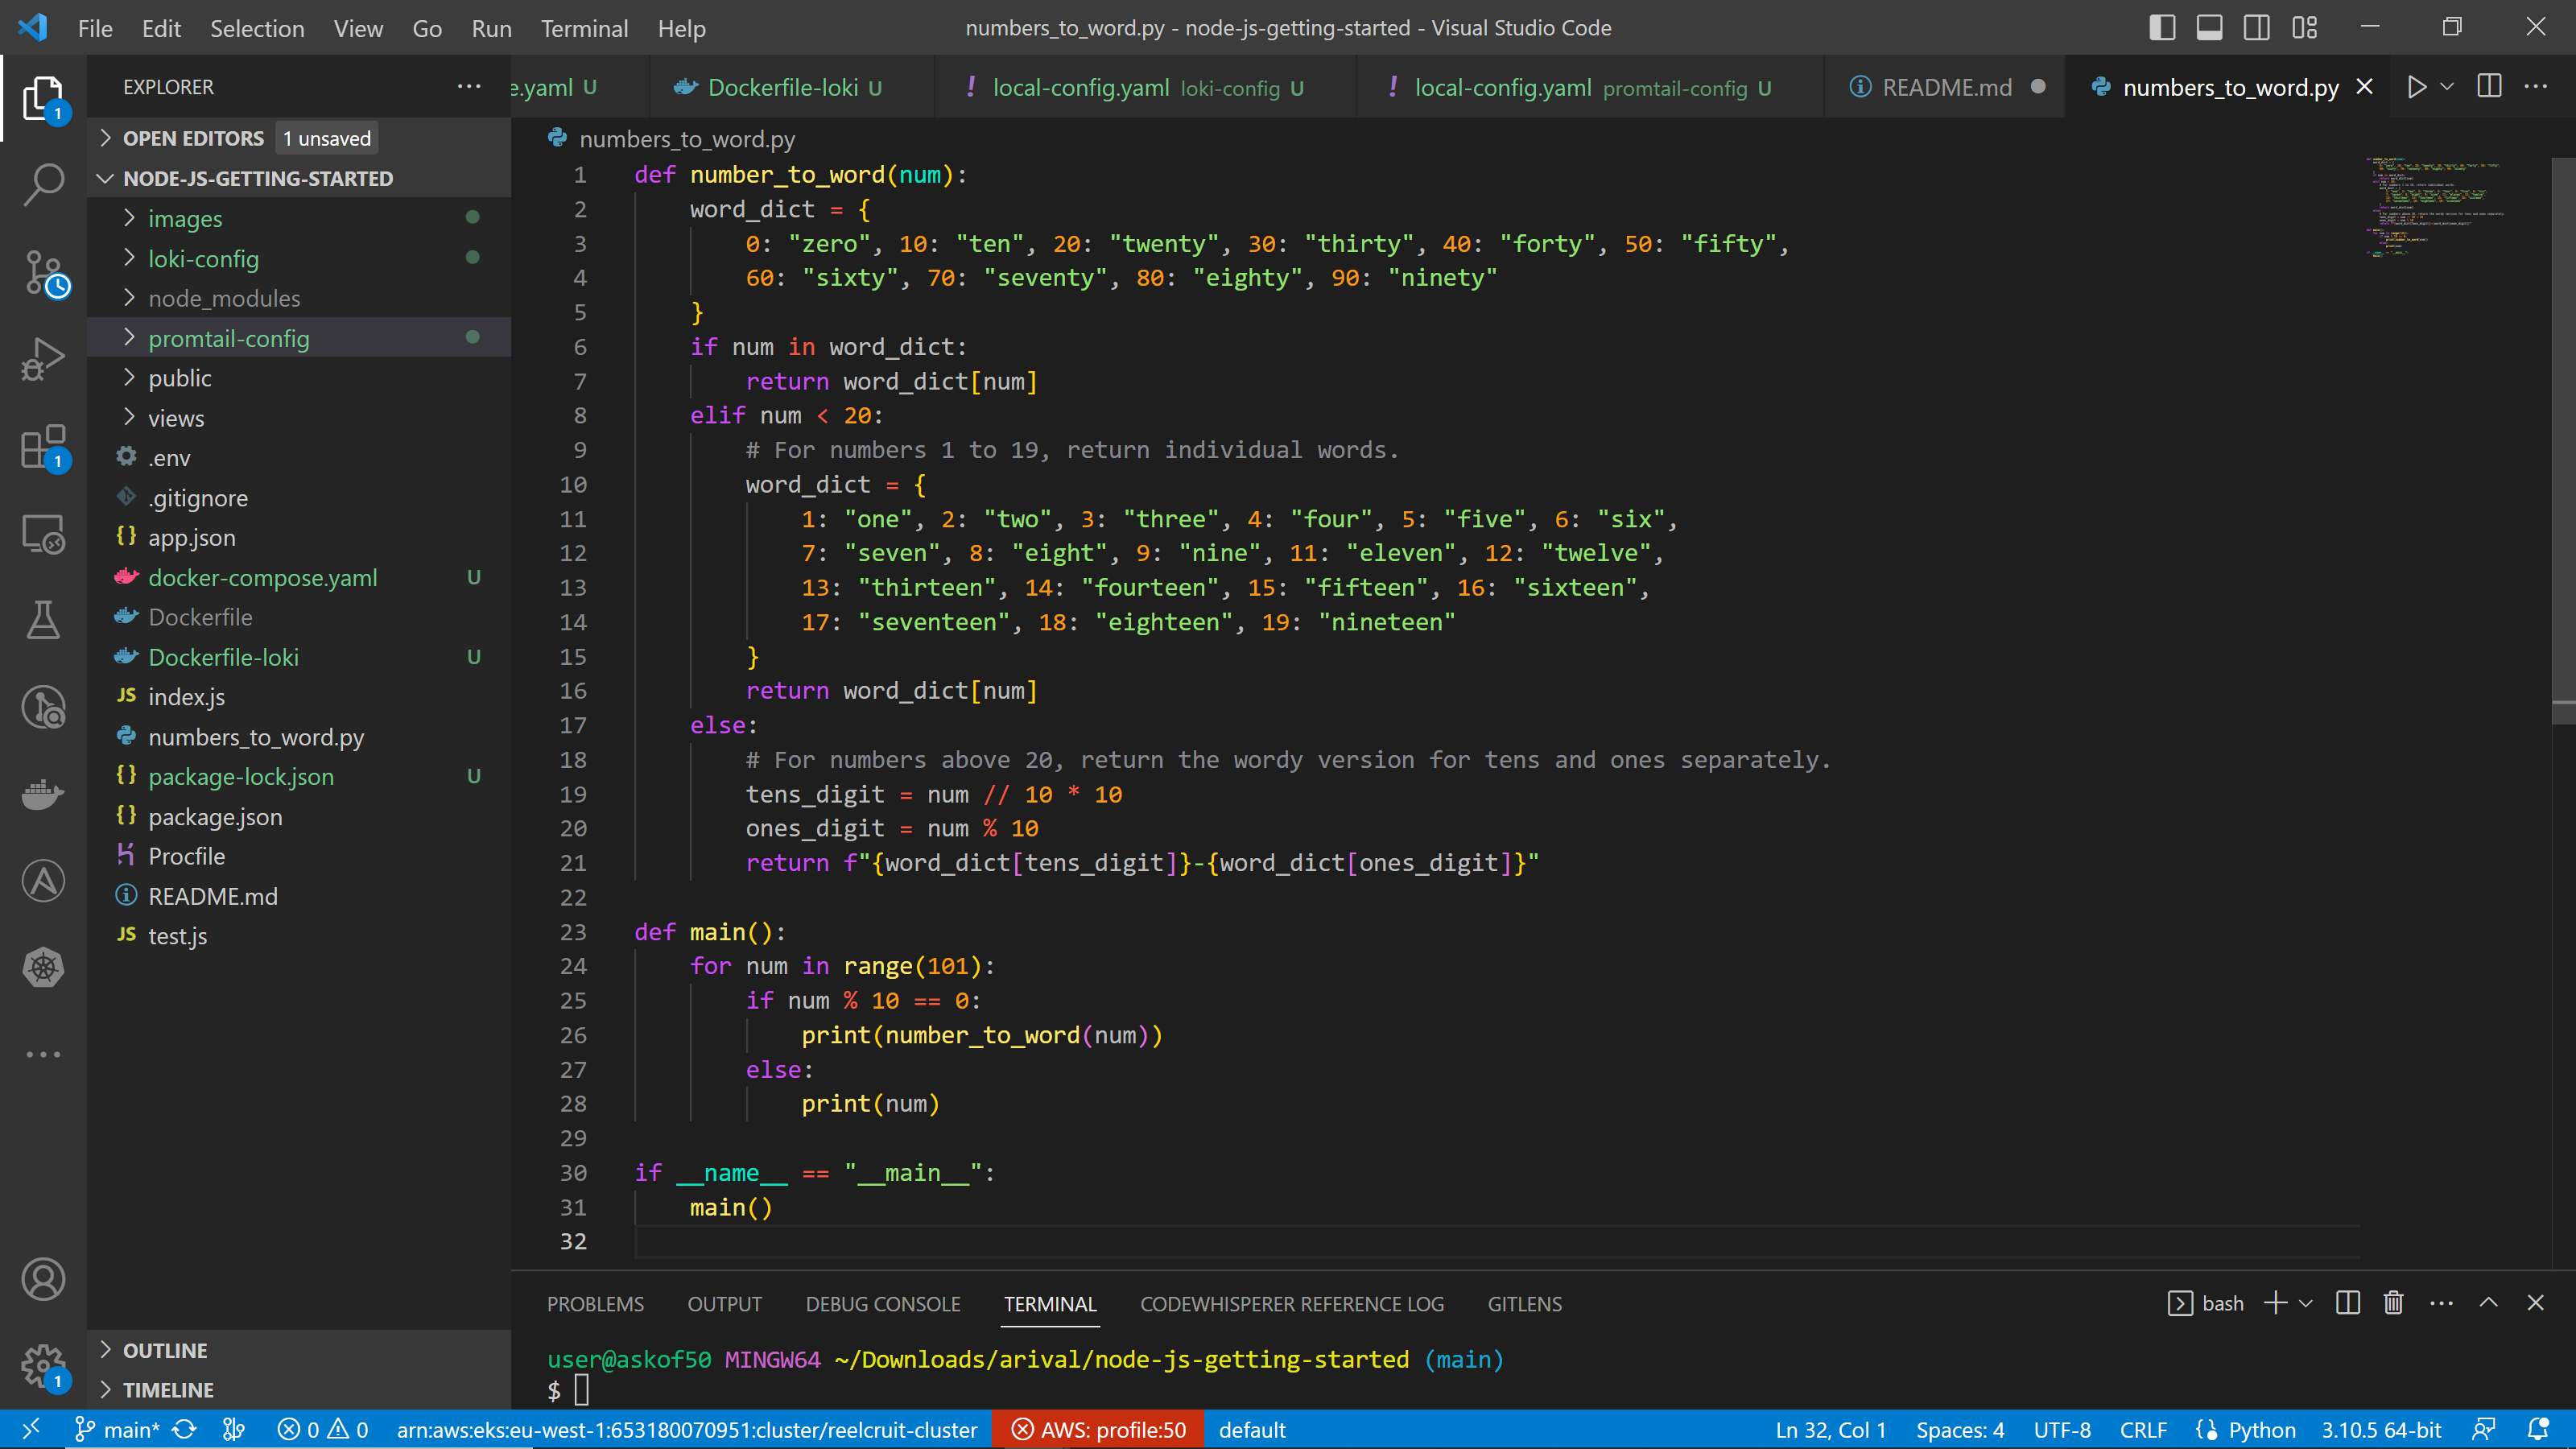 File Edit Selection View Go Run Terminal Help
numbers_to_word.py - node-js-getting-started - Visual Studio Code
EXPLORER
OPEN EDITORS 1 unsaved
NODE-JS-GETTING-STARTED
images
loki-config
node_modules
promtail-config
public
views
.env
.gitignore
app.json
docker-compose.yaml U
Dockerfile
Dockerfile-loki U
JS index.js
numbers_to_word.py
package-lock.json U
package.json
Procfile
README.md
JS test.js
OUTLINE
TIMELINE
1
1
1
e.yaml U Dockerfile-loki U ! local-config.yaml loki-config U ! local-config.yaml promtail-config U README.md numbers_to_word.py
numbers_to_word.py
1 def number_to_word(num):
2 word_dict = {
3 0: "zero", 10: "ten", 20: "twenty", 30: "thirty", 40: "forty", 50: "fifty",
4 60: "sixty", 70: "seventy", 80: "eighty", 90: "ninety"
5 }
6 if num in word_dict:
7 return word_dict[num]
8 elif num < 20:
9 # For numbers 1 to 19, return individual words.
10 word_dict = {
11 1: "one", 2: "two", 3: "three", 4: "four", 5: "five", 6: "six",
12 7: "seven", 8: "eight", 9: "nine", 11: "eleven", 12: "twelve",
13 13: "thirteen", 14: "fourteen", 15: "fifteen", 16: "sixteen",
14 17: "seventeen", 18: "eighteen", 19: "nineteen"
15 }
16 return word_dict[num]
17 else:
18 # For numbers above 20, return the wordy version for tens and ones separately.
19 tens_digit = num // 10 * 10
20 ones_digit = num % 10
21 return f"{word_dict[tens_digit]}-{word_dict[ones_digit]}"
22
23 def main():
24 for num in range(101):
25 if num % 10 == 0:
26 print(number_to_word(num))
27 else:
28 print(num)
29
30 if __name__ == "__main__":
31 main()
32
PROBLEMS OUTPUT DEBUG CONSOLE TERMINAL CODEWHISPERER REFERENCE LOG GITLENS bash
user@askof50 MINGW64 ~/Downloads/arival/node-js-getting-started (main)
$
main* 0 0 arn:aws:eks:eu-west-1:653180070951:cluster/reelcruit-cluster AWS: profile:50 default Ln 32, Col 1 Spaces: 4 UTF-8 CRLF Python 3.10.5 64-bit